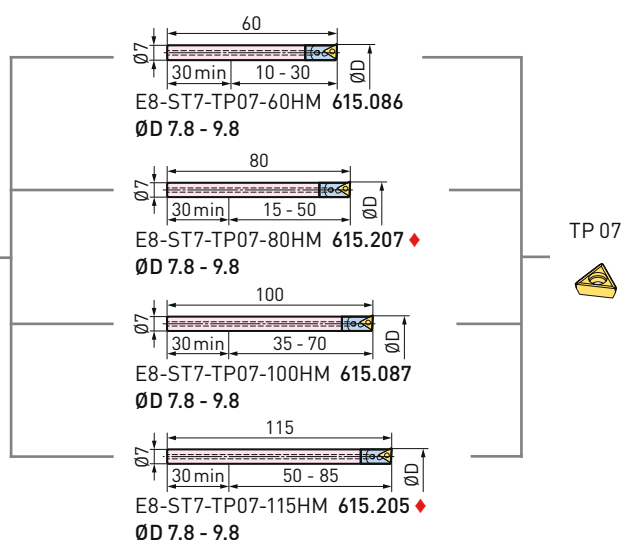 60
Ø7
30 min 10 - 30
ØD
E8-ST7-TP07-60HM 615.086
ØD 7.8 - 9.8
80
Ø7
30 min 15 - 50
ØD
E8-ST7-TP07-80HM 615.207 ♦
ØD 7.8 - 9.8
TP 07
100
Ø7
30 min 35 - 70
ØD
E8-ST7-TP07-100HM 615.087
ØD 7.8 - 9.8
115
Ø7
30 min 50 - 85
ØD
E8-ST7-TP07-115HM 615.205 ♦
ØD 7.8 - 9.8